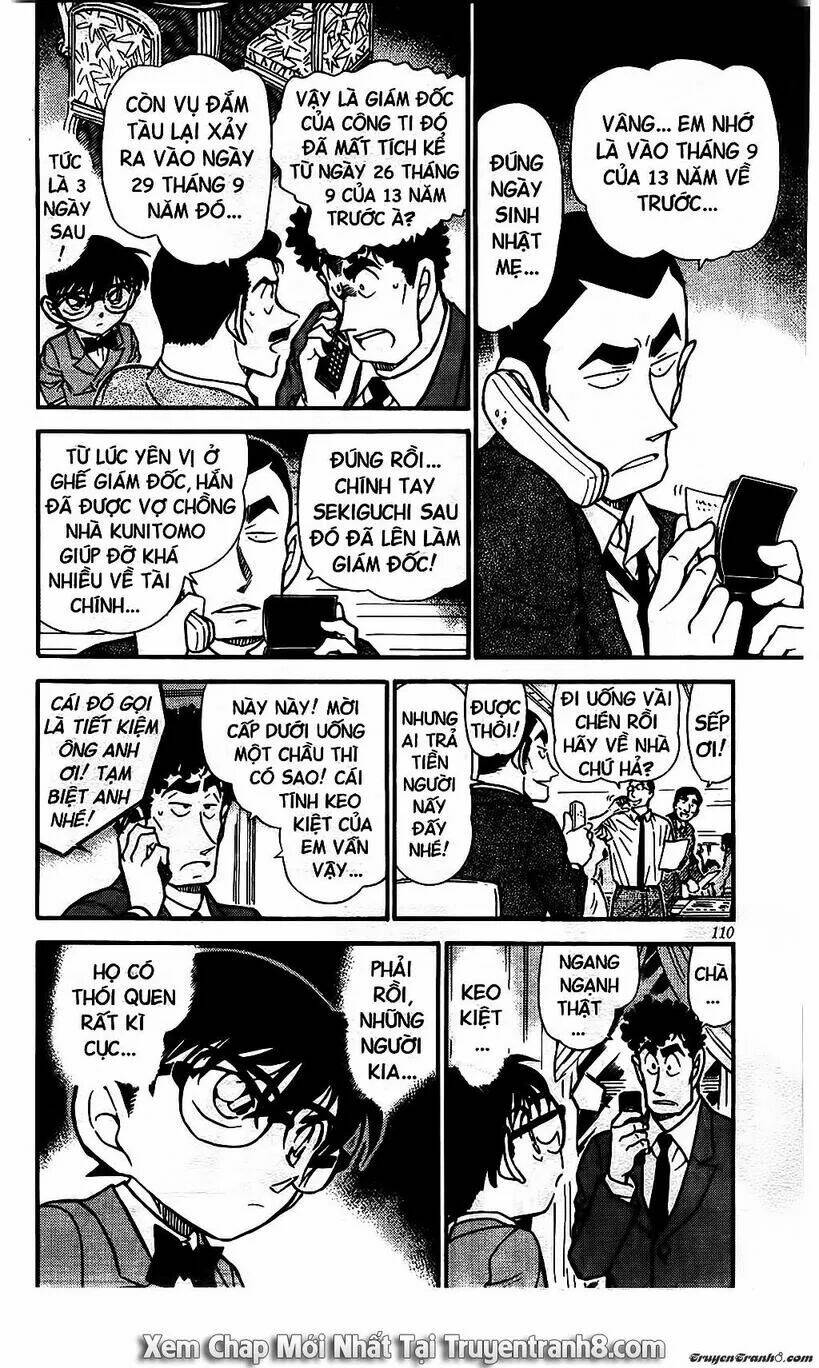 VÂNG... EM NHỚ
LÀ VÀO THÁNG 9
CỦA 13 NĂM VỀ
TRƯỚC...
ĐÚNG
NGÀY
SINH
NHẬT
MẸ...
VẬY LÀ GIÁM ĐỐC
CỦA CÔNG TI ĐÓ
ĐÃ MẤT TÍCH KỂ
TỪ NGÀY 26 THÁNG
9 CỦA 13 NĂM
TRƯỚC À?
CÒN VỤ ĐẮM
TÀU LẠI XẢY
RA VÀO NGÀY
29 THÁNG 9
NĂM ĐÓ...
TỨC
LÀ 3
NGÀY
SAU
!
ĐÚNG RỒI...
CHÍNH TAY
SEKIGUCHI SAU
ĐÓ ĐÃ LÊN LÀM
GIÁM ĐỐC!
TỪ LÚC YÊN VỊ Ở
GHẾ GIÁM ĐỐC, HẮN
ĐÃ ĐƯỢC VỢ CHỒNG
NHÀ KUNITOMO
GIÚP ĐỠ KHÁ
NHIỀU VỀ TÀI
CHÍNH...
SẾP
ƠI!
ĐI UỐNG VÀI
CHÉN RỒI
HÃY VỀ NHÀ
CHỨ HẢ?
ĐƯỢC
THÔI!
NHƯNG
AI TRẢ
TIỀN
NGƯỜI
NẤY
ĐẤY
NHÉ!
NÀY NÀY! MỜI
CẤP DƯỚI UỐNG
MỘT CHẦU THÌ
CÓ SAO! CÁI
TÍNH KEO
KIỆT CỦA
EM VẪN
VẬY...
CÁI ĐÓ GỌI
LÀ TIẾT KIỆM
ÔNG ANH
ƠI! TẠM
BIỆT ANH
NHÉ!
110
CHÀ
...
NGANG
NGẠNH
THẬT
...
KEO
KIỆT
...
PHẢI
RỒI,
NHỮNG
NGƯỜI
KIA...
HỌ CÓ
THÓI QUEN
RẤT KÌ
CỤC...
Xem Chap Mới Nhất Tại Truyentranh8.com
TruyenTranh8.com